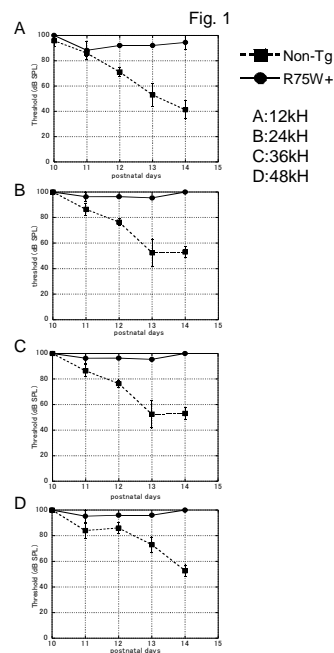 Fig. 1
A
Non-Tg
R75W+
A:12kH
B:24kH
C:36kH
D:48kH
Threshold (dB SPL)
100
80
60
40
20
0
10 11 12 13 14 15
postnatal days
B
threshold (dB SPL)
100
80
60
40
20
0
10 11 12 13 14 15
postnatal days
C
Threshold (dB SPL)
100
80
60
40
20
0
10 11 12 13 14 15
postnatal days
D
Threshold (dB SPL)
100
80
60
40
20
0
10 11 12 13 14 15
postnatal days